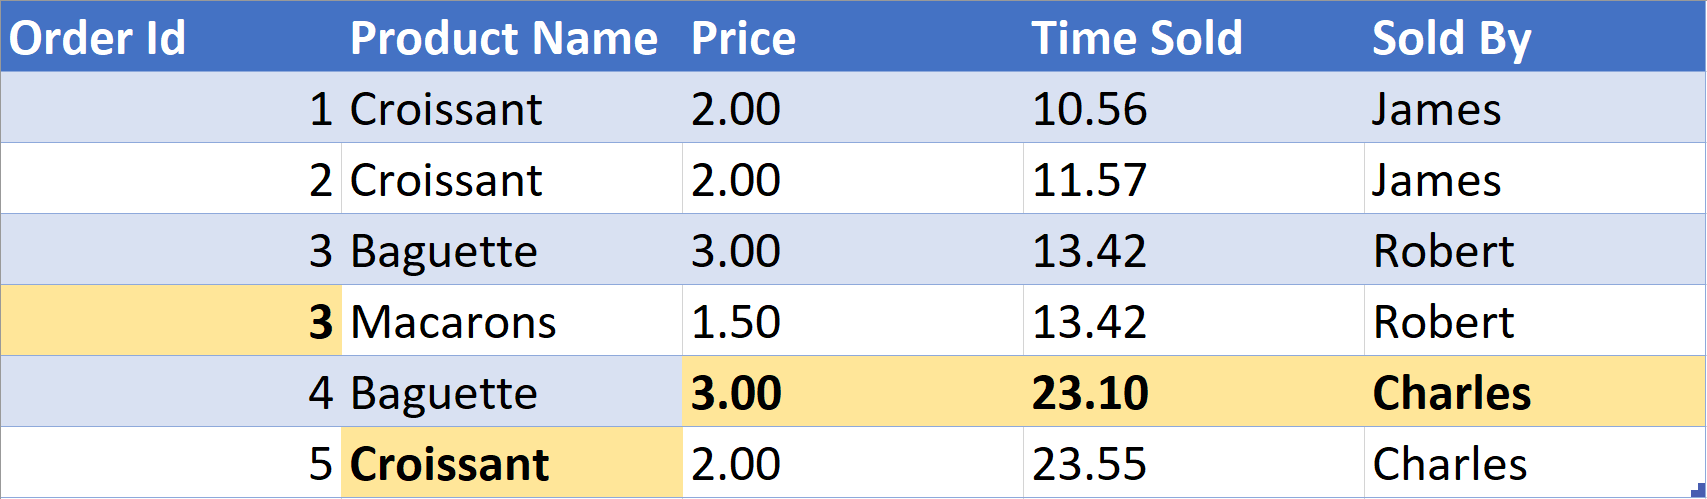 Order Id Product Name Price Time Sold Sold By
1 Croissant 2.00 10.56 James
2 Croissant 2.00 11.57 James
3 Baguette 3.00 13.42 Robert
3 Macarons 1.50 13.42 Robert
4 Baguette 3.00 23.10 Charles
5 Croissant 2.00 23.55 Charles